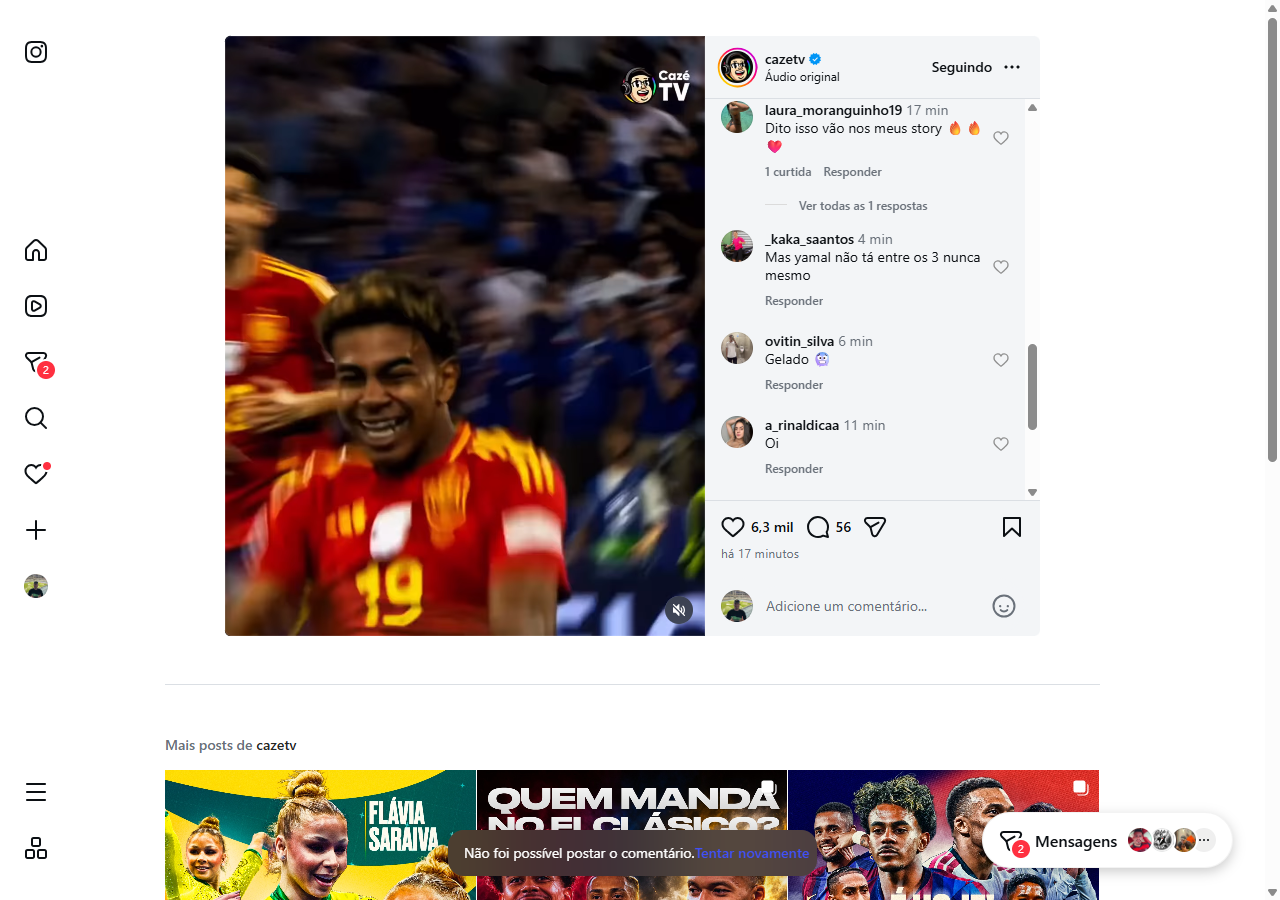 Cazé
TV
cazetv
Áudio original
Seguindo
laura_moranguinho19 17 min
Dito isso vão nos meus story 🔥 🔥
❤️
1 curtida Responder
Ver todas as 1 respostas
_kaka_saantos 4 min
Mas yamal não tá entre os 3 nunca
mesmo
Responder
ovitin_silva 6 min
Gelado 🥶
Responder
a_rinaldicaa 11 min
Oi
Responder
6,3 mil 56
há 17 minutos
Adicione um comentário...
19
2
Mais posts de cazetv
FLÁVIA
SARAIVA
QUEM MANDA
NO EL CLÁSICO?
Não foi possível postar o comentário.Tentar novamente
2
Mensagens